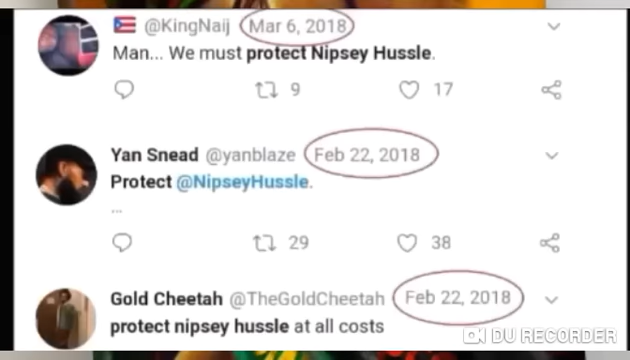 @KingNaij Mar 6, 2018
Man... We must protect Nipsey Hussle.
9 17
Yan Snead @yanblaze Feb 22, 2018
Protect @NipseyHussle.
...
29 38
Gold Cheetah @TheGoldCheetah Feb 22, 2018
protect nipsey hussle at all costs
DU RECORDER